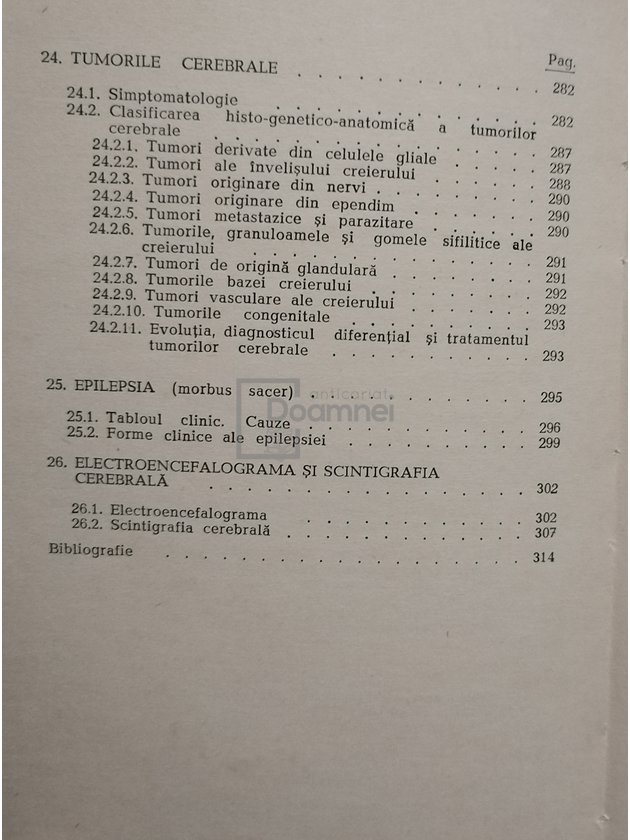 Pag.
24. TUMORILE CEREBRALE . . . . . . . . . . . . . 282
24.1. Simptomatologie . . . . . . . . . . . . . 282
24.2. Clasificarea histo-genetico-anatomică a tumorilor
cerebrale . . . . . . . . . . . . . . . . 287
24.2.1. Tumori derivate din celulele gliale . . . . . 287
24.2.2. Tumori ale învelișului creierului . . . . . 288
24.2.3. Tumori originare din nervi . . . . . . . . 290
24.2.4. Tumori originare din ependim . . . . . . 290
24.2.5. Tumori metastazice și parazitare . . . . . . 290
24.2.6. Tumorile, granuloamele și gomele sifilitice ale
creierului . . . . . . . . . . . . . . 291
24.2.7. Tumori de origină glandulară . . . . . . . 291
24.2.8. Tumorile bazei creierului . . . . . . . . 292
24.2.9. Tumori vasculare ale creierului . . . . . . 292
24.2.10. Tumorile congenitale . . . . . . . . . 293
24.2.11. Evoluția, diagnosticul diferențial și tratamentul
tumorilor cerebrale . . . . . . . . . . 293
25. EPILEPSIA (morbus sacer) . . . . . . . . . . . 295
25.1. Tabloul clinic. Cauze . . . . . . . . . . . 296
25.2. Forme clinice ale epilepsiei . . . . . . . . . 299
26. ELECTROENCEFALOGRAMA ȘI SCINTIGRAFIA
CEREBRALĂ . . . . . . . . . . . . . . . 302
26.1. Electroencefalograma . . . . . . . . . . . 302
26.2. Scintigrafia cerebrală . . . . . . . . . . . 307
Bibliografie . . . . . . . . . . . . . . . . . 314
anticariat
Doamnei